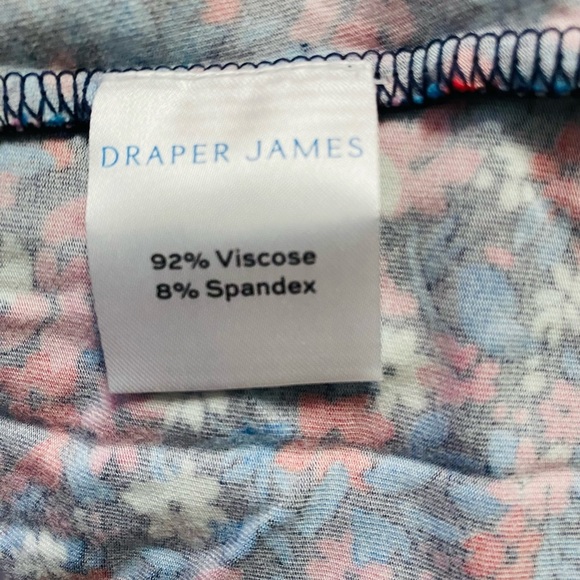 DRAPER JAMES
92% Viscose
8% Spandex